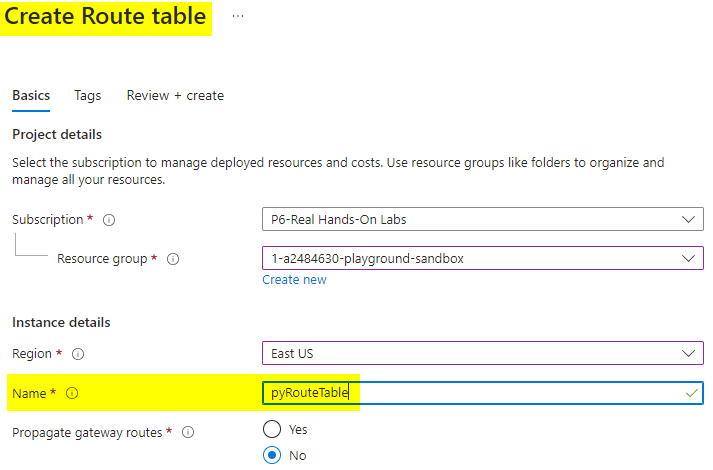 Create Route table ...
Basics Tags Review + create
Project details
Select the subscription to manage deployed resources and costs. Use resource groups like folders to organize and
manage all your resources.
Subscription * P6-Real Hands-On Labs
Resource group * 1-a2484630-playground-sandbox
Create new
Instance details
Region * East US
Name * pyRouteTable
Propagate gateway routes * Yes
No